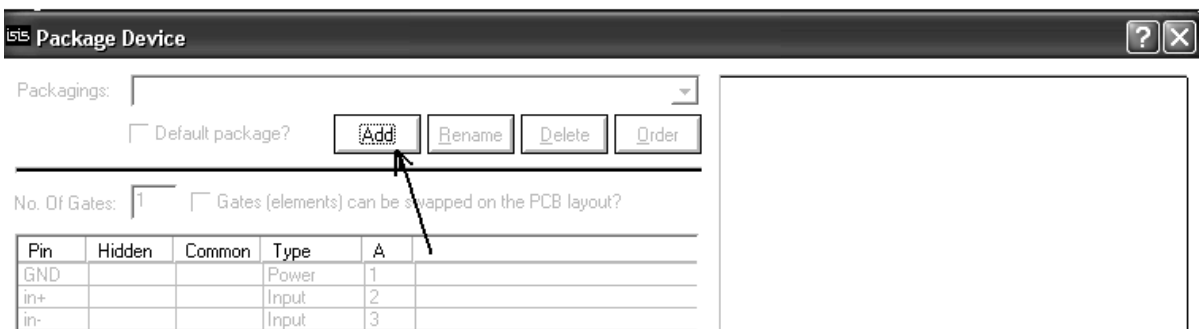 isis Package Device ?
Packagings:
Default package? Add Rename Delete Order
No. Of Gates: 1 Gates (elements) can be swapped on the PCB layout?
Pin Hidden Common Type A
GND Power 1
in+ Input 2
in- Input 3